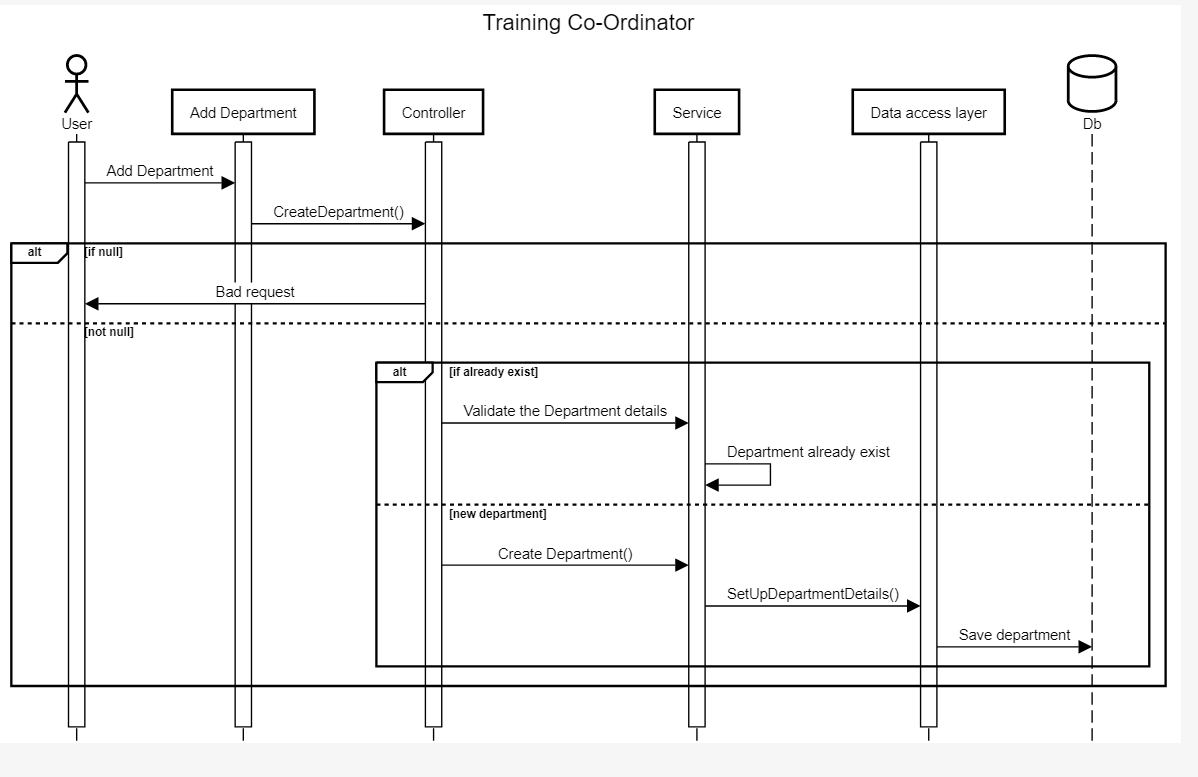 Training Co-Ordinator
User
Add Department
Controller
Service
Data access layer
Db
Add Department
CreateDepartment()
alt
[if null]
Bad request
[not null]
alt
[if already exist]
Validate the Department details
Department already exist
[new department]
Create Department()
SetUpDepartmentDetails()
Save department